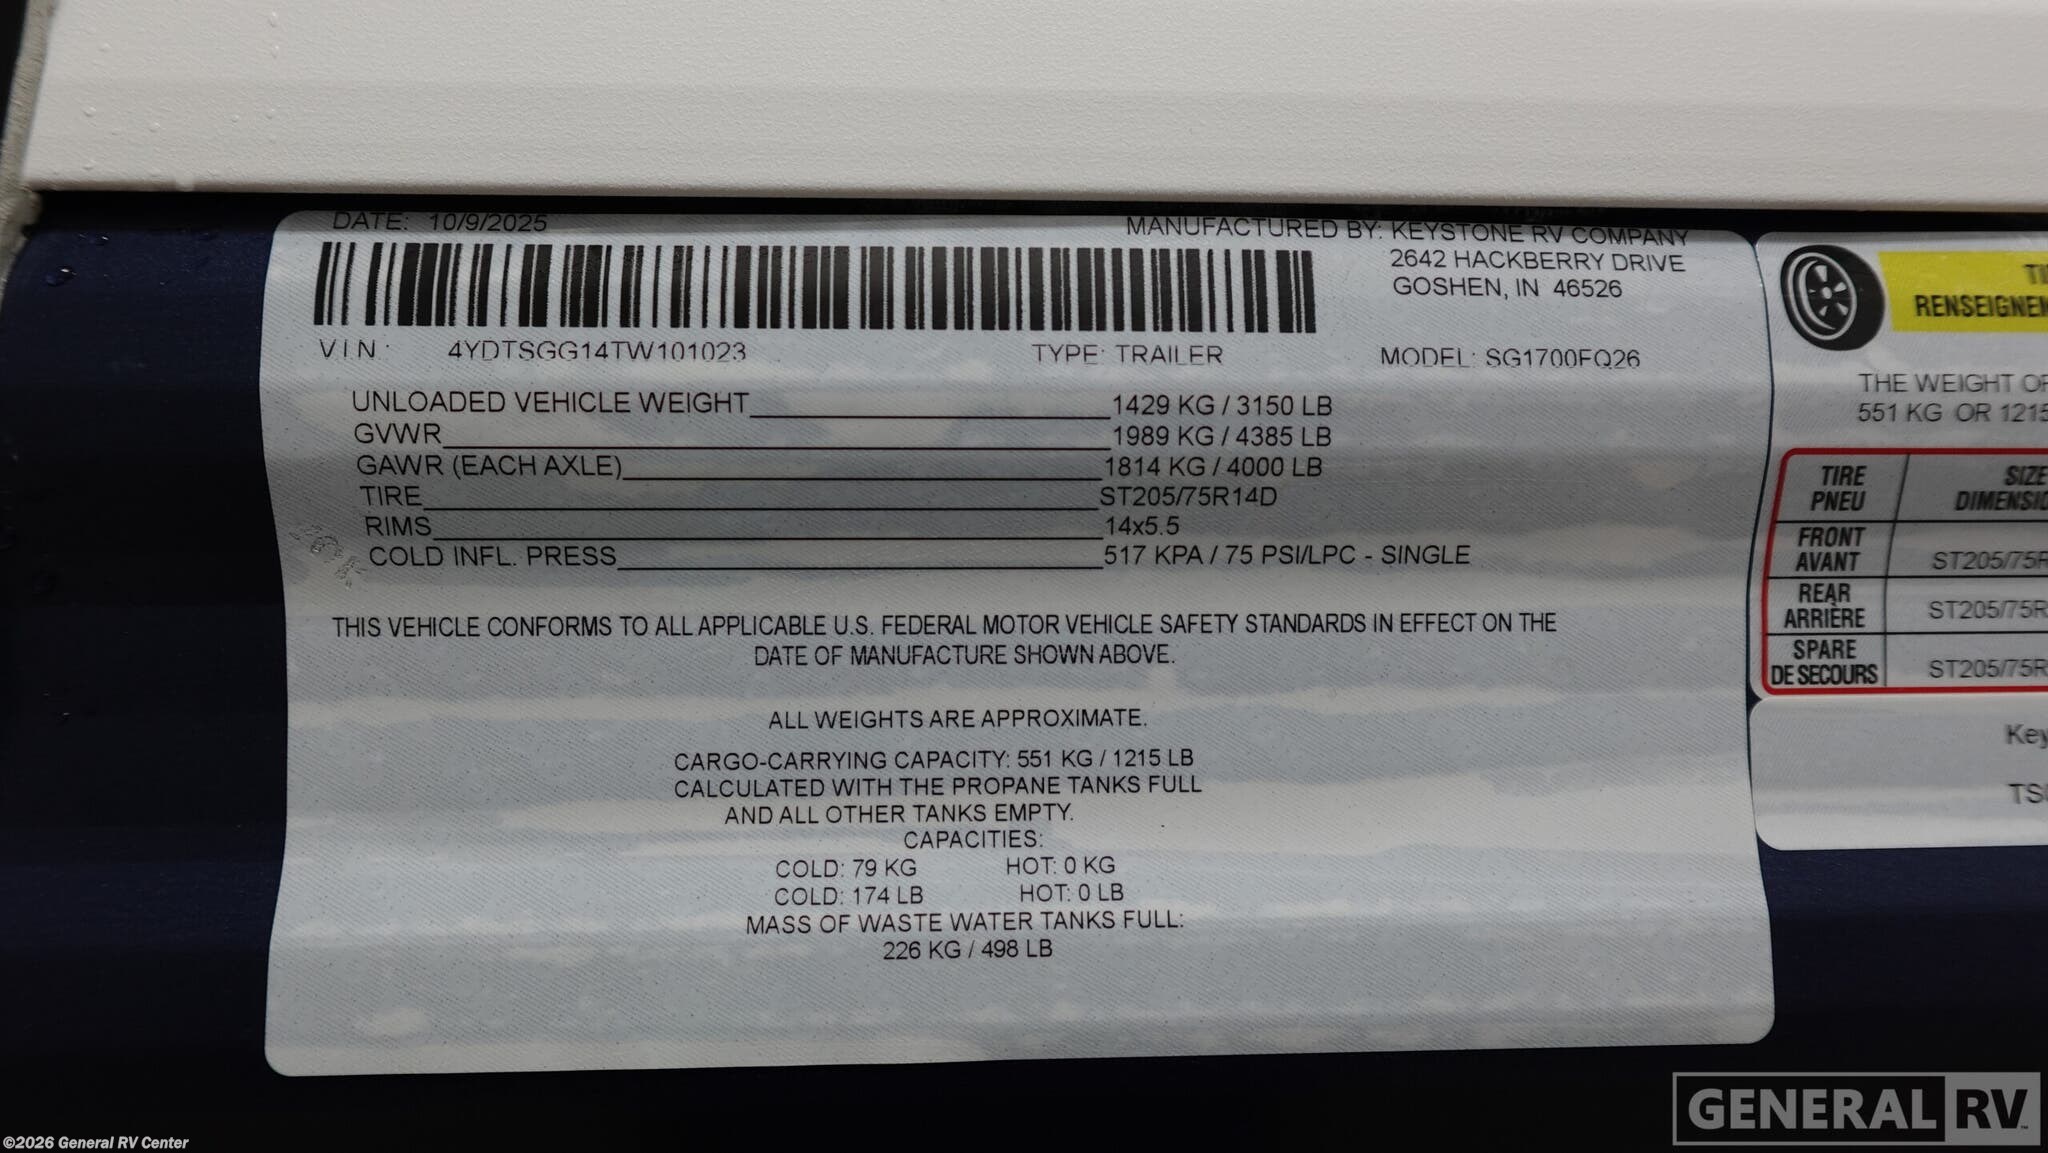 DATE: 10/9/2025
MANUFACTURED BY: KEYSTONE RV COMPANY
2642 HACKBERRY DRIVE
GOSHEN, IN 46526
VIN: 4YDTSGG14TW101023 TYPE: TRAILER MODEL: SG1700FQ26
UNLOADED VEHICLE WEIGHT 1429 KG / 3150 LB
GVWR 1989 KG / 4385 LB
GAWR (EACH AXLE) 1814 KG / 4000 LB
TIRE ST205/75R14D
RIMS 14x5.5
COLD INFL. PRESS 517 KPA / 75 PSI/LPC - SINGLE
THIS VEHICLE CONFORMS TO ALL APPLICABLE U.S. FEDERAL MOTOR VEHICLE SAFETY STANDARDS IN EFFECT ON THE
DATE OF MANUFACTURE SHOWN ABOVE.
ALL WEIGHTS ARE APPROXIMATE.
CARGO-CARRYING CAPACITY: 551 KG / 1215 LB
CALCULATED WITH THE PROPANE TANKS FULL
AND ALL OTHER TANKS EMPTY.
CAPACITIES:
COLD: 79 KG HOT: 0 KG
COLD: 174 LB HOT: 0 LB
MASS OF WASTE WATER TANKS FULL:
226 KG / 498 LB
THE WEIGHT OF
551 KG OR 1215
TIRE SIZE
PNEU
FRONT
AVANT ST205/75R
REAR
ARRIÈRE ST205/75R
SPARE
DE SECOURS ST205/75R
GENERAL RV
©2026 General RV Center